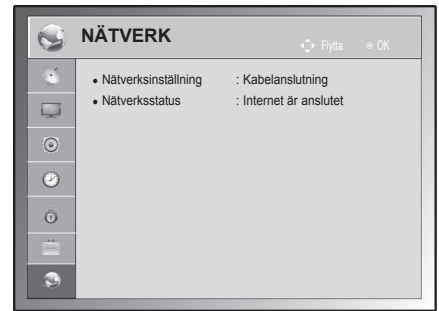 NÄTVERK
Flytta OK
• Nätverksinställning : Kabelanslutning
• Nätverksstatus : Internet är anslutet